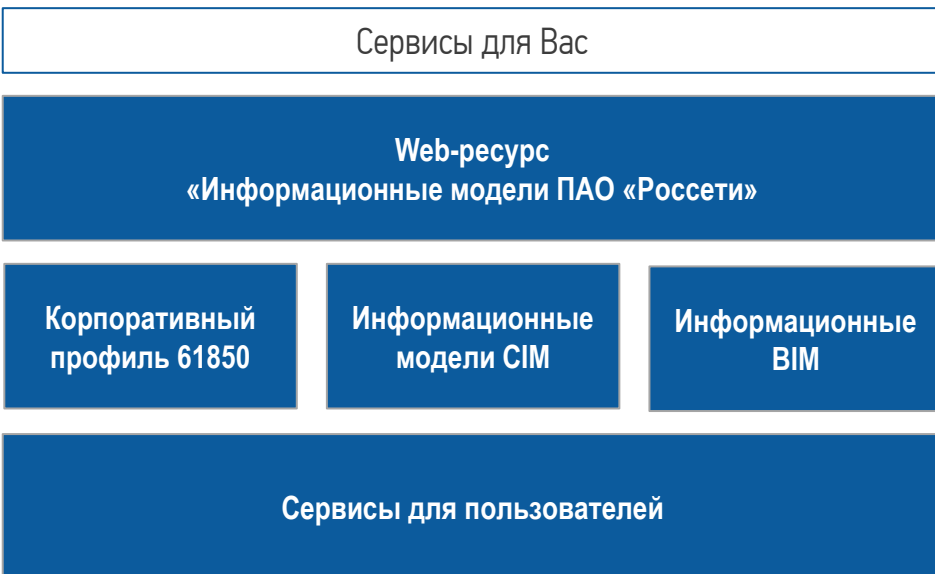 Сервисы для Вас
Web-ресурс
«Информационные модели ПАО «Россети»
Корпоративный
профиль 61850
Информационные
модели CIM
Информационные
BIM
Сервисы для пользователей